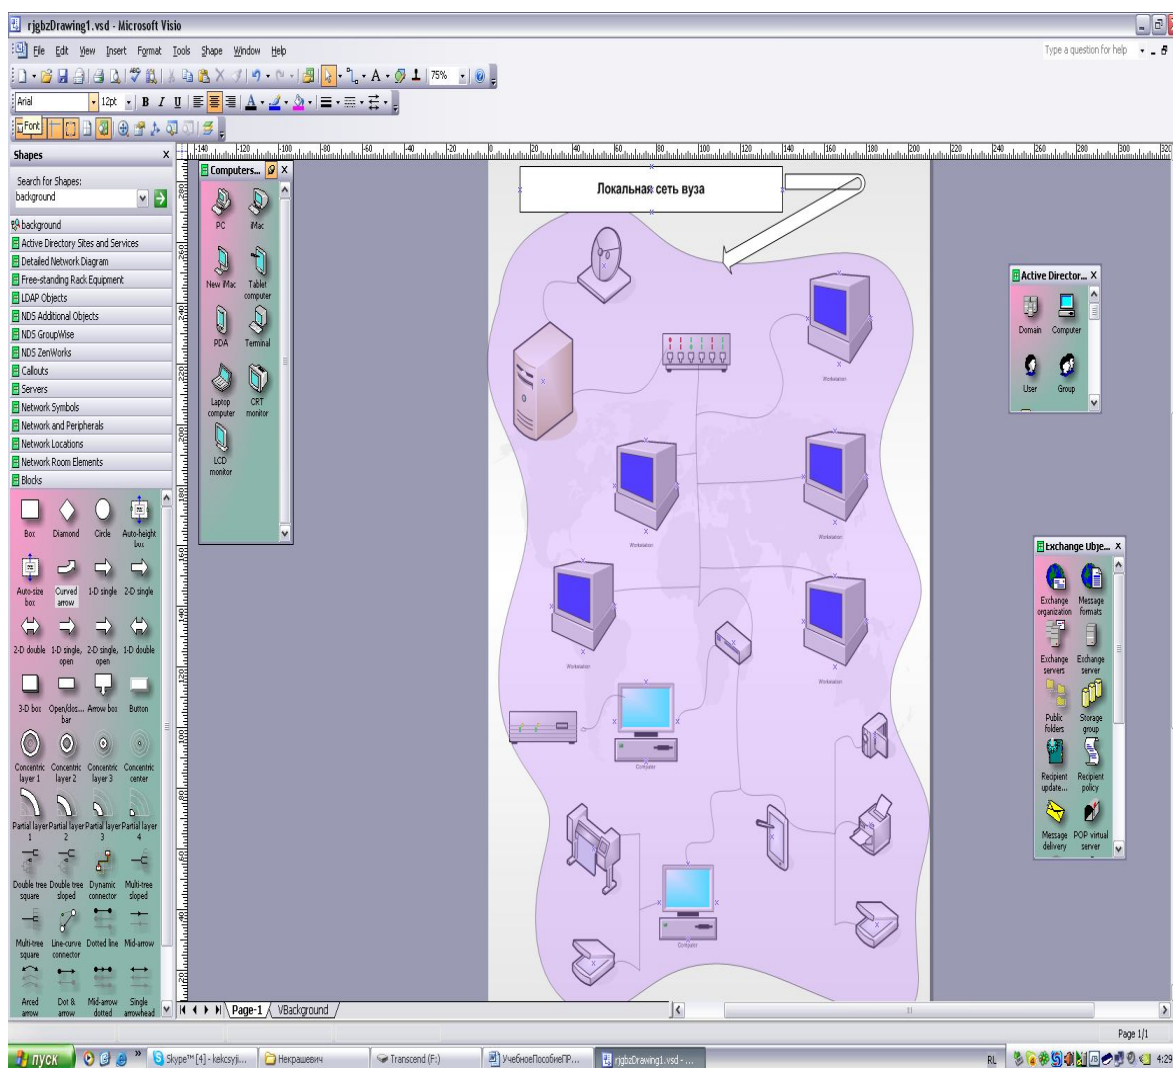 rjgbzDrawing1.vsd - Microsoft Visio
File Edit View Insert Format Tools Shape Window Help
Type a question for help
75%
Arial 12pt B I U
Font
Shapes X
Search for Shapes:
background
background
Active Directory Sites and Services
Detailed Network Diagram
Free-standing Rack Equipment
LDAP Objects
NDS Additional Objects
NDS GroupWise
NDS ZenWorks
Callouts
Servers
Network Symbols
Network and Peripherals
Network Locations
Network Room Elements
Blocks
Box Diamond Circle Auto-height box
Auto-size box Curved arrow 1-D single 2-D single
2-D double 1-D single, open 2-D single, open 1-D double
3-D box Open/clos... bar Arrow box Button
Concentric layer 1 Concentric layer 2 Concentric layer 3 Concentric center
Partial layer 1 Partial layer 2 Partial layer 3 Partial layer 4
Double tree square Double tree sloped Dynamic connector Multi-tree sloped
Multi-tree square Line-curve connector Dotted line Mid-arrow
Arced arrow Dot & arrow Mid-arrow dotted Single arrowhead
Computers... X
PC iMac
New iMac Tablet computer
PDA Terminal
Laptop computer CRT monitor
LCD monitor
Локальная сеть вуза
Workstation
Workstation
Workstation
Workstation
Workstation
Computer
Computer
Active Director... X
Domain Computer
User Group
Exchange Obje... X
Exchange organization Message formats
Exchange servers Exchange server
Public folders Storage group
Recipient update... Recipient policy
Message delivery POP virtual server
Page-1 VBackground
Page 1/1
пуск
Skype™ [4] - kekcsyji...
Некрашевич
Transcend (F:)
УчебноеПособиеПР...
rjgbzDrawing1.vsd - ...
RL
4:29